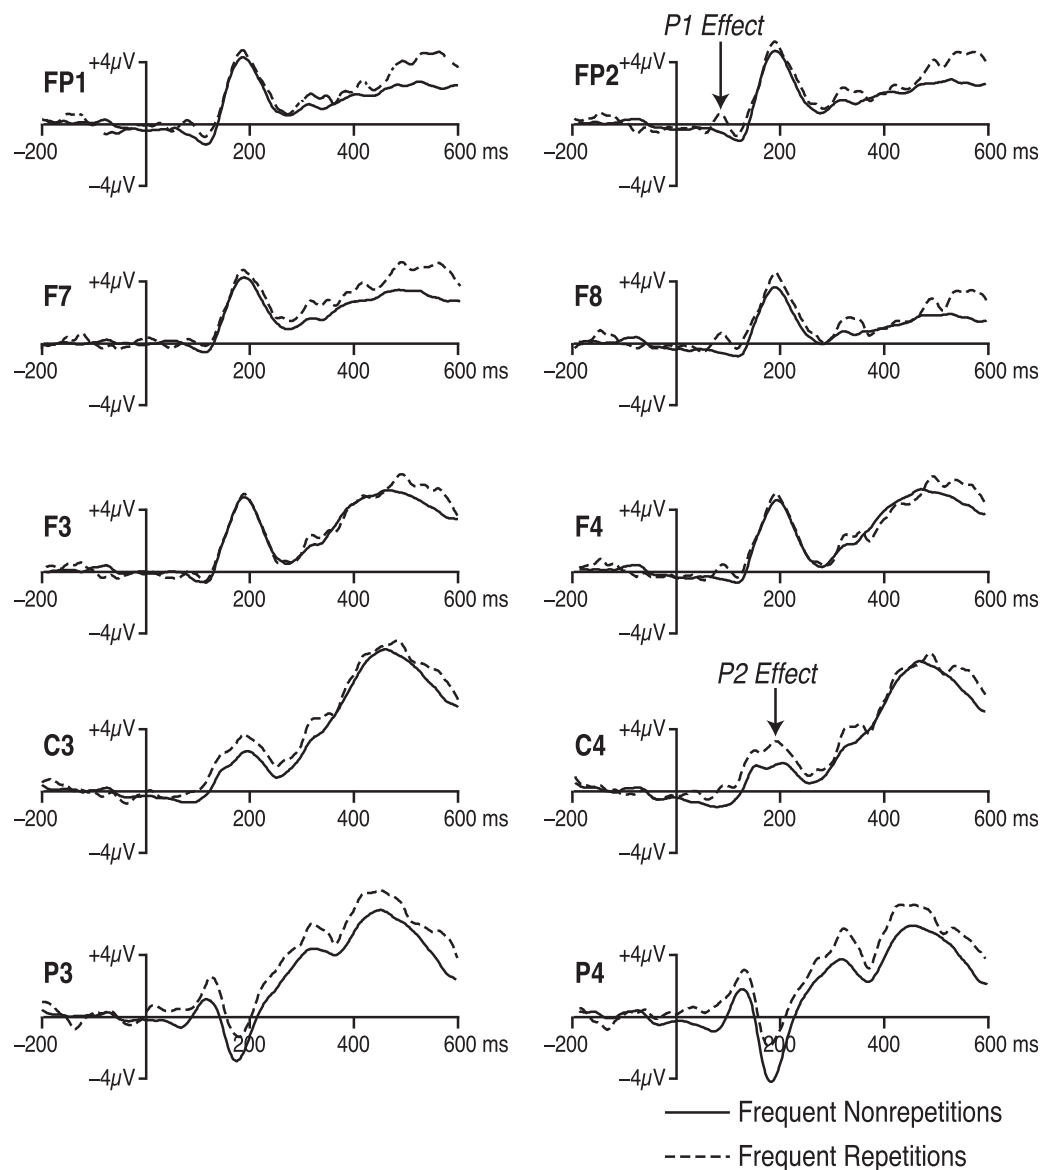 P1 Effect
+4µV
FP1
–200 200 400 600 ms
–4µV
+4µV
FP2
–200 200 400 600 ms
–4µV
+4µV
F7
–200 200 400 600 ms
–4µV
+4µV
F8
–200 200 400 600 ms
–4µV
+4µV
F3
–200 200 400 600 ms
–4µV
+4µV
F4
–200 200 400 600 ms
–4µV
+4µV
C3
–200 200 400 600 ms
–4µV
P2 Effect
+4µV
C4
–200 200 400 600 ms
–4µV
+4µV
P3
–200 200 400 600 ms
–4µV
+4µV
P4
–200 200 400 600 ms
–4µV
Frequent Nonrepetitions
Frequent Repetitions